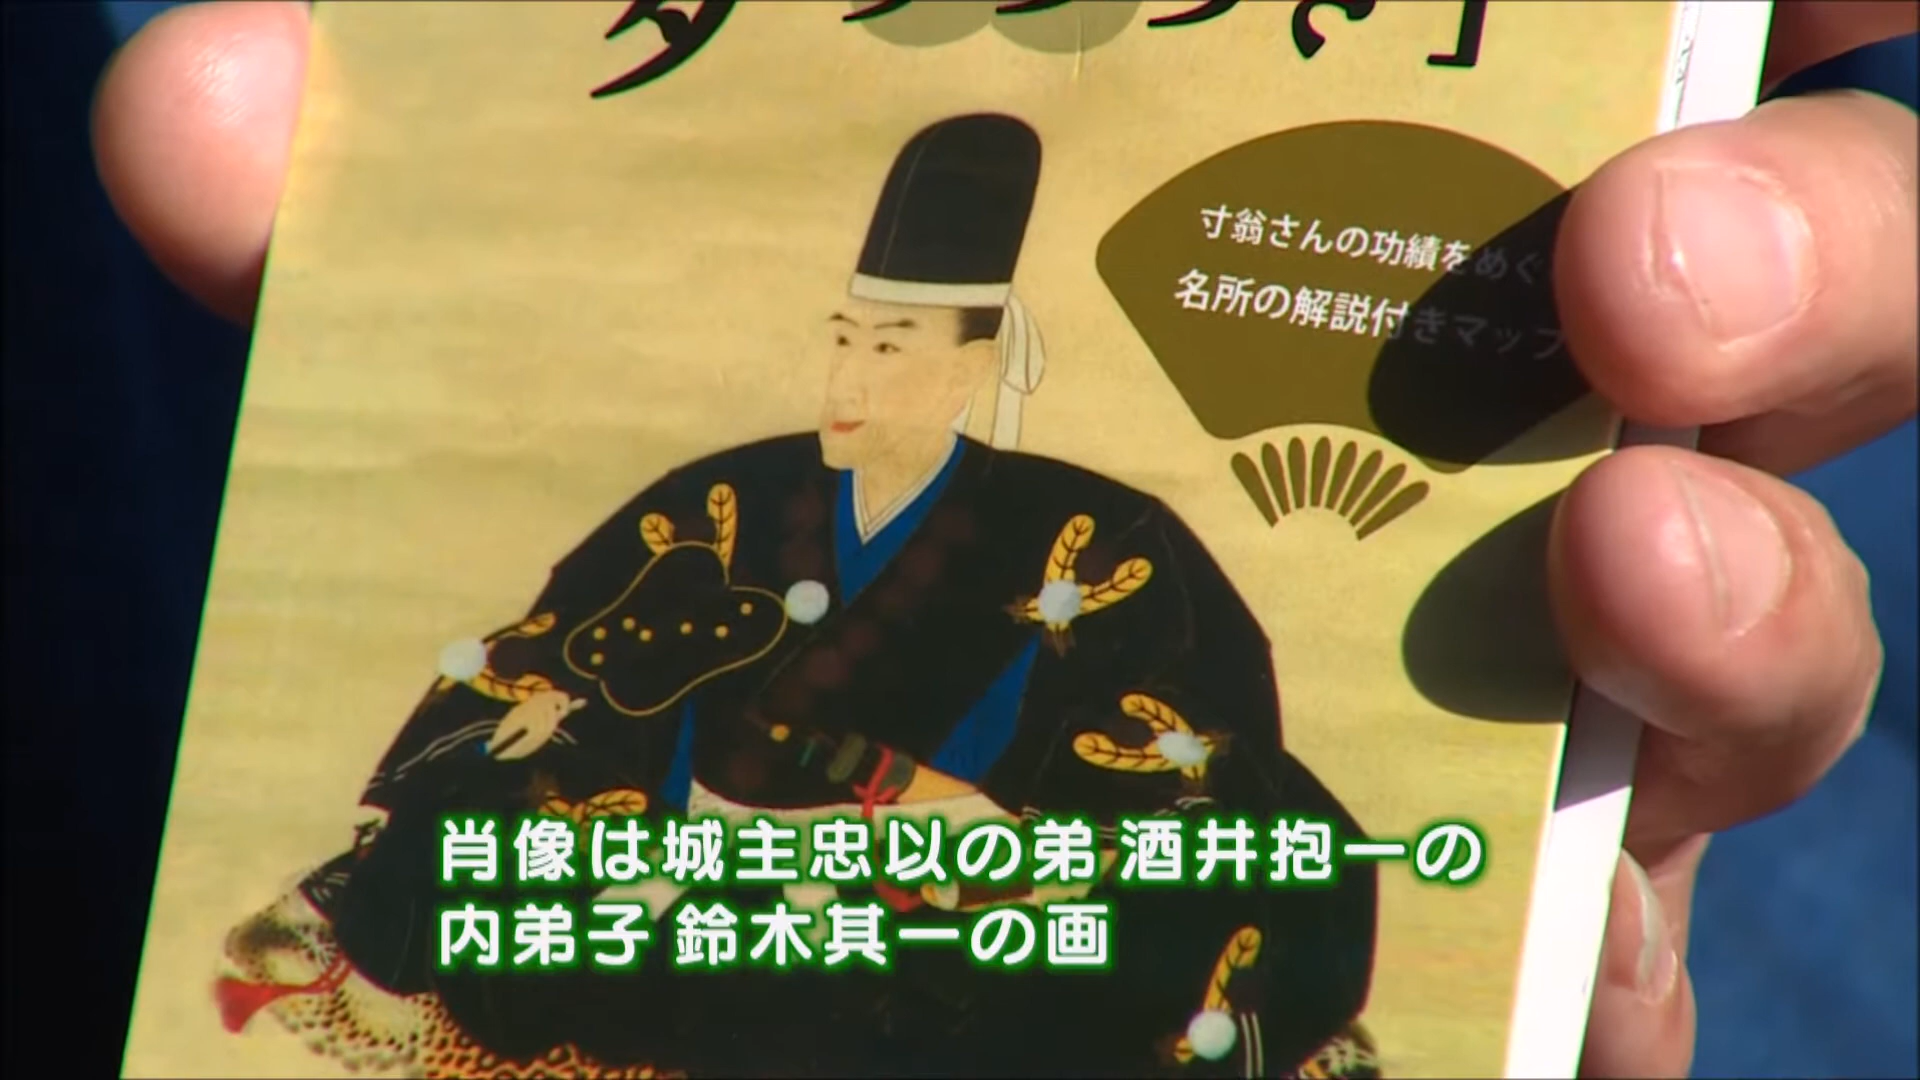 寸翁さんの功績をめぐ
名所の解説付きマップ
肖像は城主忠以の弟 酒井抱一の
内弟子 鈴木其一の画